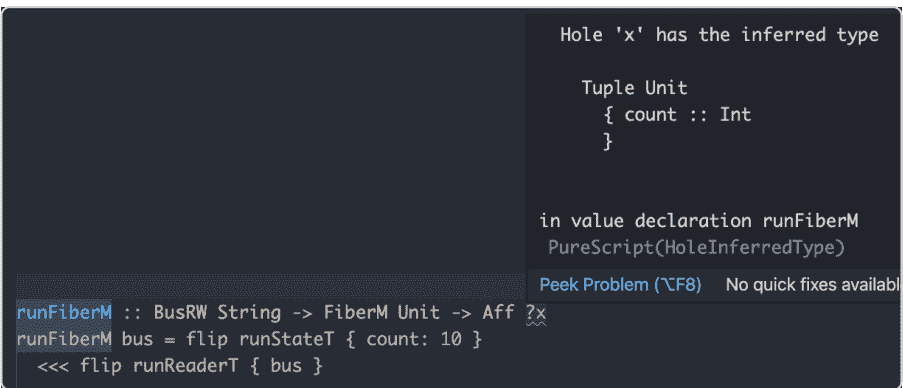 Hole 'x' has the inferred type
Tuple Unit
{ count :: Int
}
in value declaration runFiberM
PureScript(HoleInferredType)
Peek Problem (⌥F8) No quick fixes availabl
runFiberM :: BusRW String -> FiberM Unit -> Aff ?x
runFiberM bus = flip runStateT { count: 10 }
<<< flip runReaderT { bus }